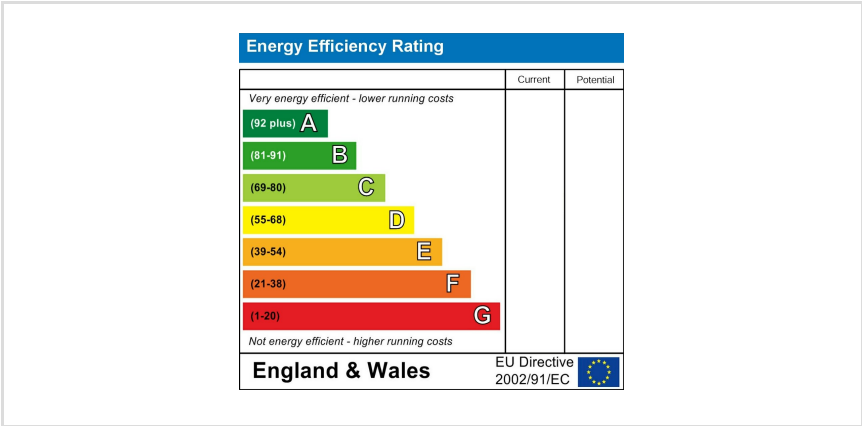 Energy Efficiency Rating
Current Potential
Very energy efficient - lower running costs
(92 plus) A
(81-91) B
(69-80) C
(55-68) D
(39-54) E
(21-38) F
(1-20) G
Not energy efficient - higher running costs
England & Wales
EU Directive
2002/91/EC